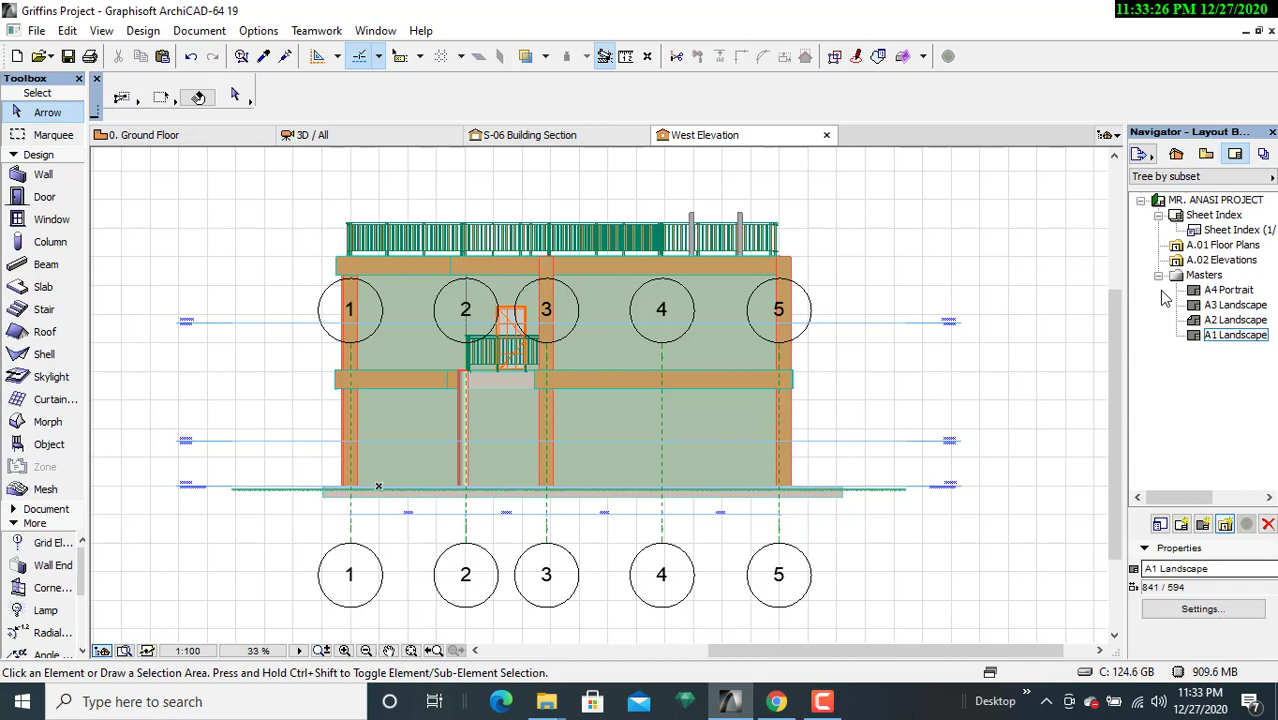 11:33:26 PM 12/27/2020
Griffins Project - Graphisoft ArchiCAD-64 19
File Edit View Design Document Options Teamwork Window Help
Toolbox
Select
Arrow
Marquee
Design
Wall
Door
Window
Column
Beam
Slab
Stair
Roof
Shell
Skylight
Curtain...
Morph
Object
Zone
Mesh
Document
More
Grid El...
Wall End
Corne...
Lamp
Radial...
Angle
0. Ground Floor
3D / All
S-06 Building Section
West Elevation
1 2 3 4 5
1 2 3 4 5
Navigator - Layout B...
Tree by subset
MR. ANASI PROJECT
Sheet Index
Sheet Index (1/
A.01 Floor Plans
A.02 Elevations
Masters
A4 Portrait
A3 Landscape
A2 Landscape
A1 Landscape
Properties
A1 Landscape
841 / 594
Settings...
1:100
33 %
Click an Element or Draw a Selection Area. Press and Hold Ctrl+Shift to Toggle Element/Sub-Element Selection.
C: 124.6 GB
909.6 MB
Type here to search
Desktop
11:33 PM
12/27/2020
7